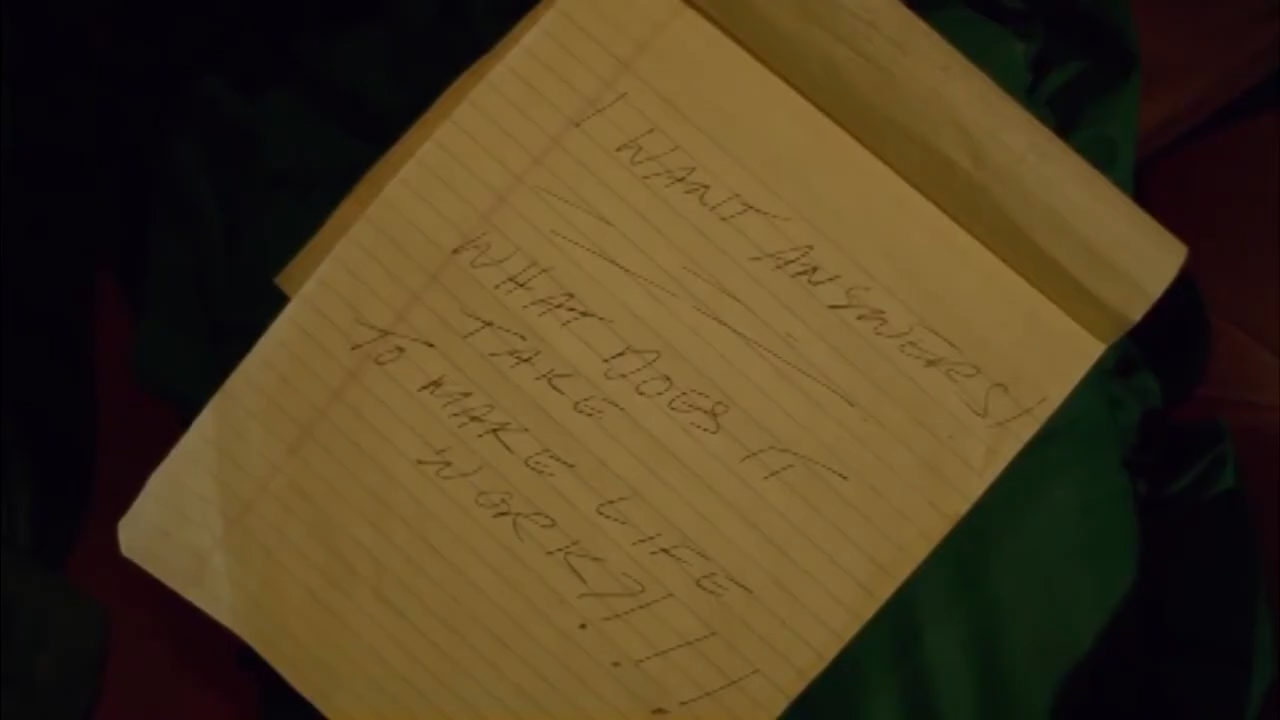 I WANT ANSWERS!
WHAT DOES IT
TAKE
TO MAKE LIFE
WORK?!!!